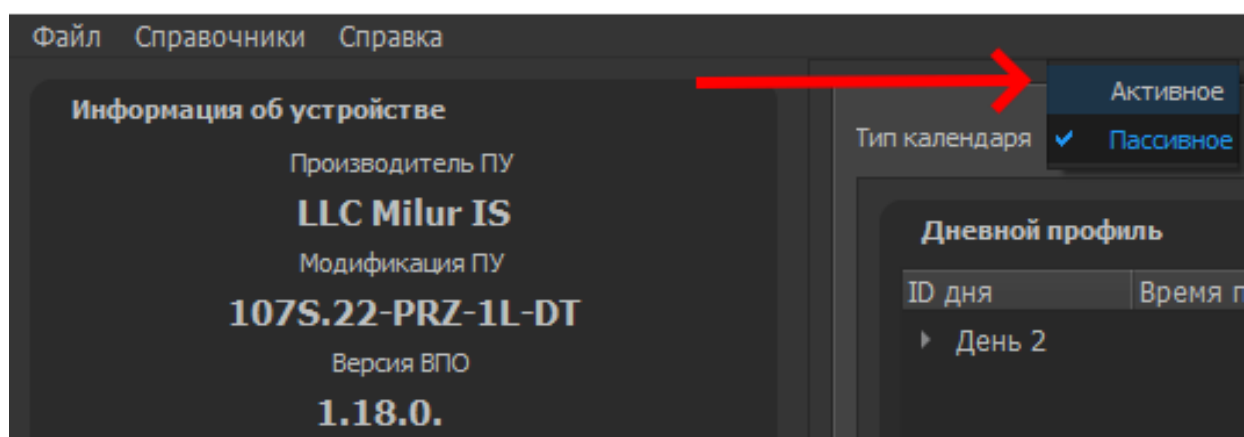 Файл Справочники Справка
Информация об устройстве
Производитель ПУ
LLC Milur IS
Модификация ПУ
107S.22-PRZ-1L-DT
Версия ВПО
1.18.0.
Активное
Тип календаря Пассивное
Дневной профиль
ID дня Время
День 2